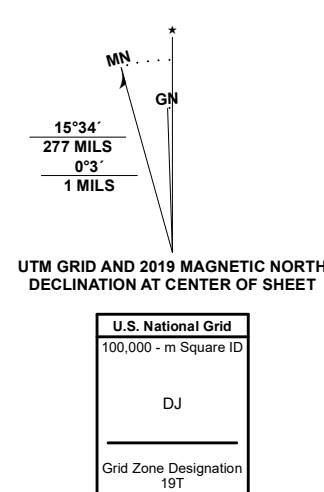 ★
MN
GN
15°34´
277 MILS
0°3´
1 MILS
UTM GRID AND 2019 MAGNETIC NORTH
DECLINATION AT CENTER OF SHEET
U.S. National Grid
100,000 - m Square ID
DJ
Grid Zone Designation
19T